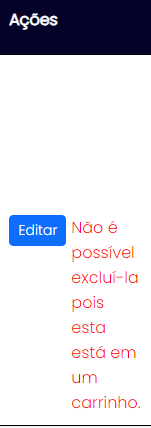 Ações
Editar
Não é
possível
excluí-la
pois
esta
está em
um
carrinho.